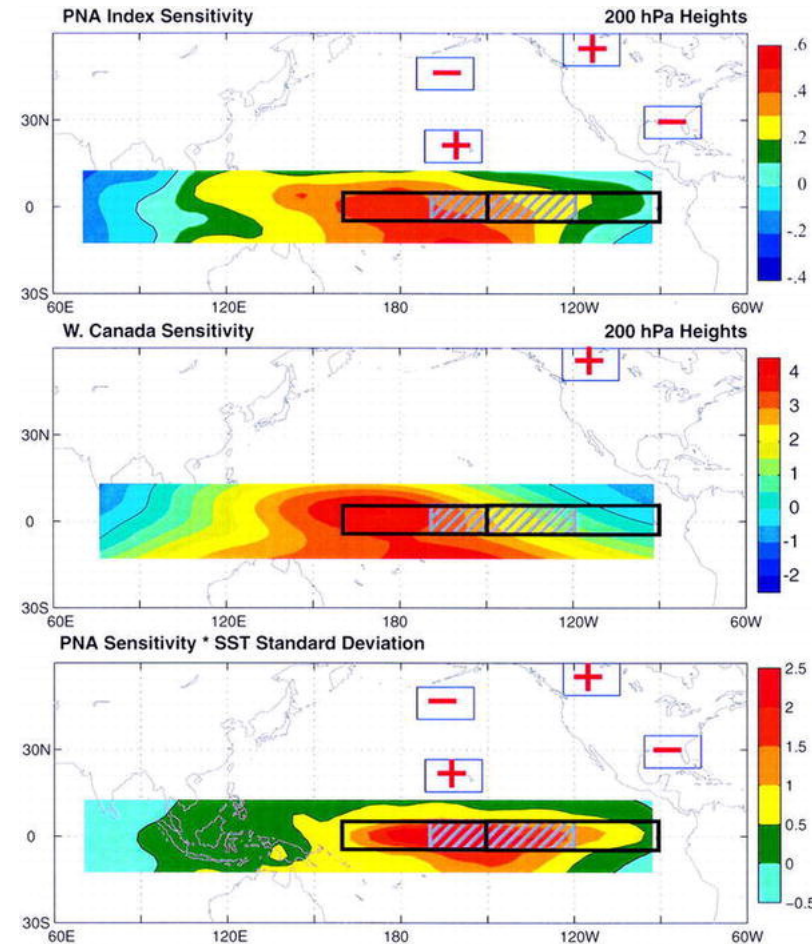 PNA Index Sensitivity 200 hPa Heights
.6
.4
.2
0
-.2
-.4
30N
0
30S
60E 120E 180 120W 60W
W. Canada Sensitivity 200 hPa Heights
4
3
2
1
0
-1
-2
30N
0
30S
60E 120E 180 120W 60W
PNA Sensitivity * SST Standard Deviation
2.5
2
1.5
1
0.5
0
-0.5
30N
0
30S
60E 120E 180 120W 60W